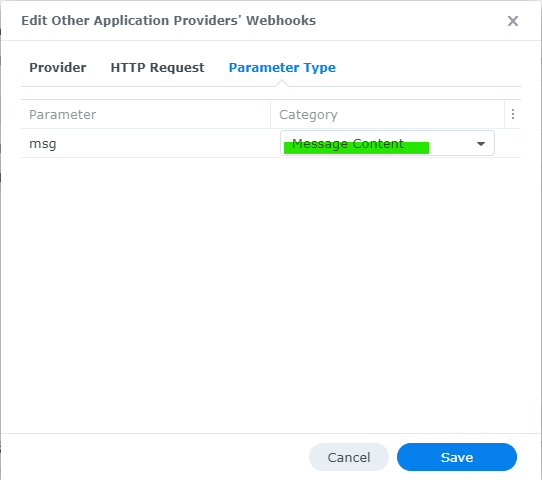 Edit Other Application Providers' Webhooks
Provider HTTP Request Parameter Type
Parameter Category
msg Message Content
Cancel Save